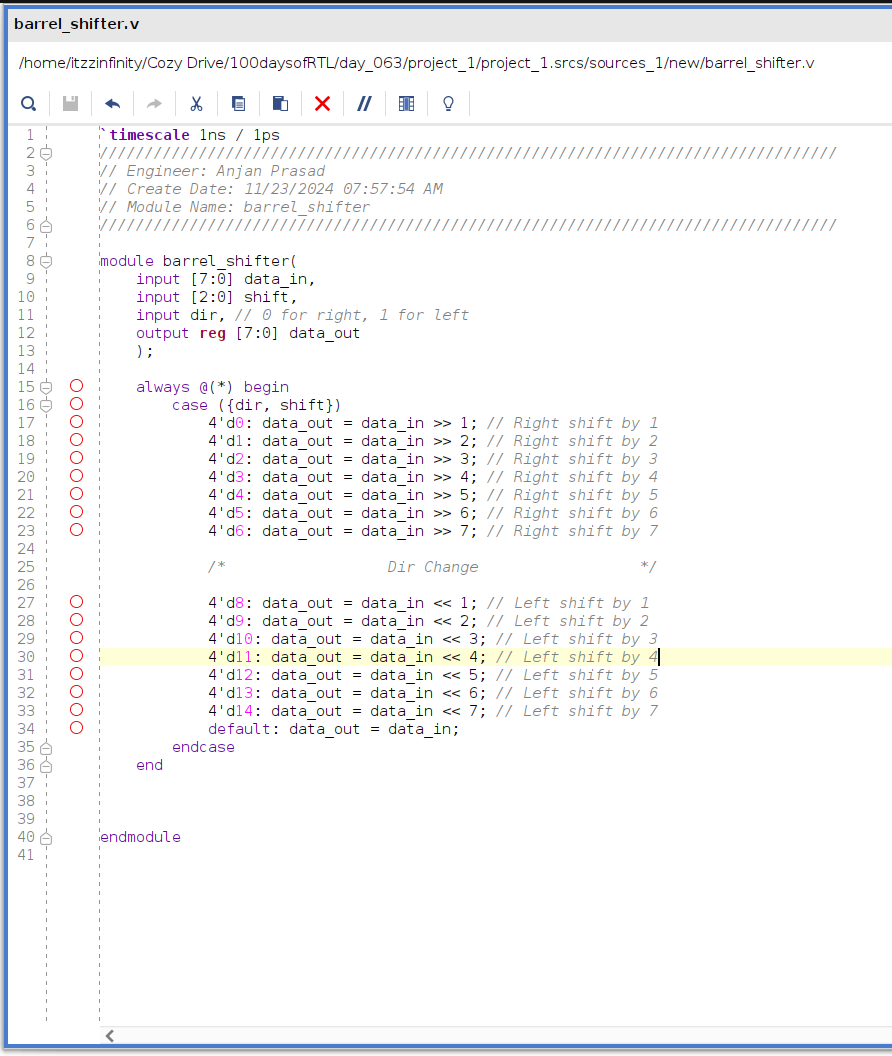 barrel_shifter.v
/home/itzzinfinity/Cozy Drive/100daysofRTL/day_063/project_1/project_1.srcs/sources_1/new/barrel_shifter.v
1 `timescale 1ns / 1ps
2 //////////////////////////////////////////////////////////////////////////////////
3 // Engineer: Anjan Prasad
4 // Create Date: 11/23/2024 07:57:54 AM
5 // Module Name: barrel_shifter
6 //////////////////////////////////////////////////////////////////////////////////
7
8 module barrel_shifter(
9     input [7:0] data_in,
10     input [2:0] shift,
11     input dir, // 0 for right, 1 for left
12     output reg [7:0] data_out
13     );
14
15     always @(*) begin
16         case ({dir, shift})
17             4'd0: data_out = data_in >> 1; // Right shift by 1
18             4'd1: data_out = data_in >> 2; // Right shift by 2
19             4'd2: data_out = data_in >> 3; // Right shift by 3
20             4'd3: data_out = data_in >> 4; // Right shift by 4
21             4'd4: data_out = data_in >> 5; // Right shift by 5
22             4'd5: data_out = data_in >> 6; // Right shift by 6
23             4'd6: data_out = data_in >> 7; // Right shift by 7
24
25             /*                  Dir Change                  */
26
27             4'd8: data_out = data_in << 1; // Left shift by 1
28             4'd9: data_out = data_in << 2; // Left shift by 2
29             4'd10: data_out = data_in << 3; // Left shift by 3
30             4'd11: data_out = data_in << 4; // Left shift by 4
31             4'd12: data_out = data_in << 5; // Left shift by 5
32             4'd13: data_out = data_in << 6; // Left shift by 6
33             4'd14: data_out = data_in << 7; // Left shift by 7
34             default: data_out = data_in;
35         endcase
36     end
37
38
39
40 endmodule
41